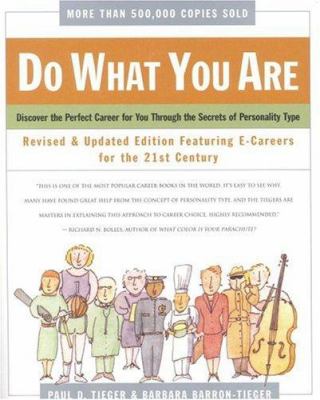 MORE THAN 500,000 COPIES SOLD
DO WHAT YOU ARE
Discover the Perfect Career for You Through the Secrets of Personality Type
Revised & Updated Edition Featuring E-Careers
for the 21st Century
"THIS IS ONE OF THE MOST POPULAR CAREER BOOKS IN THE WORLD. IT'S EASY TO SEE WHY.
MANY HAVE FOUND GREAT HELP FROM THE CONCEPT OF PERSONALITY TYPE, AND THE TIEGERS ARE
MASTERS IN EXPLAINING THIS APPROACH TO CAREER CHOICE. HIGHLY RECOMMENDED."
— RICHARD N. BOLLES, AUTHOR OF WHAT COLOR IS YOUR PARACHUTE?
PAUL D. TIEGER & BARBARA BARRON-TIEGER